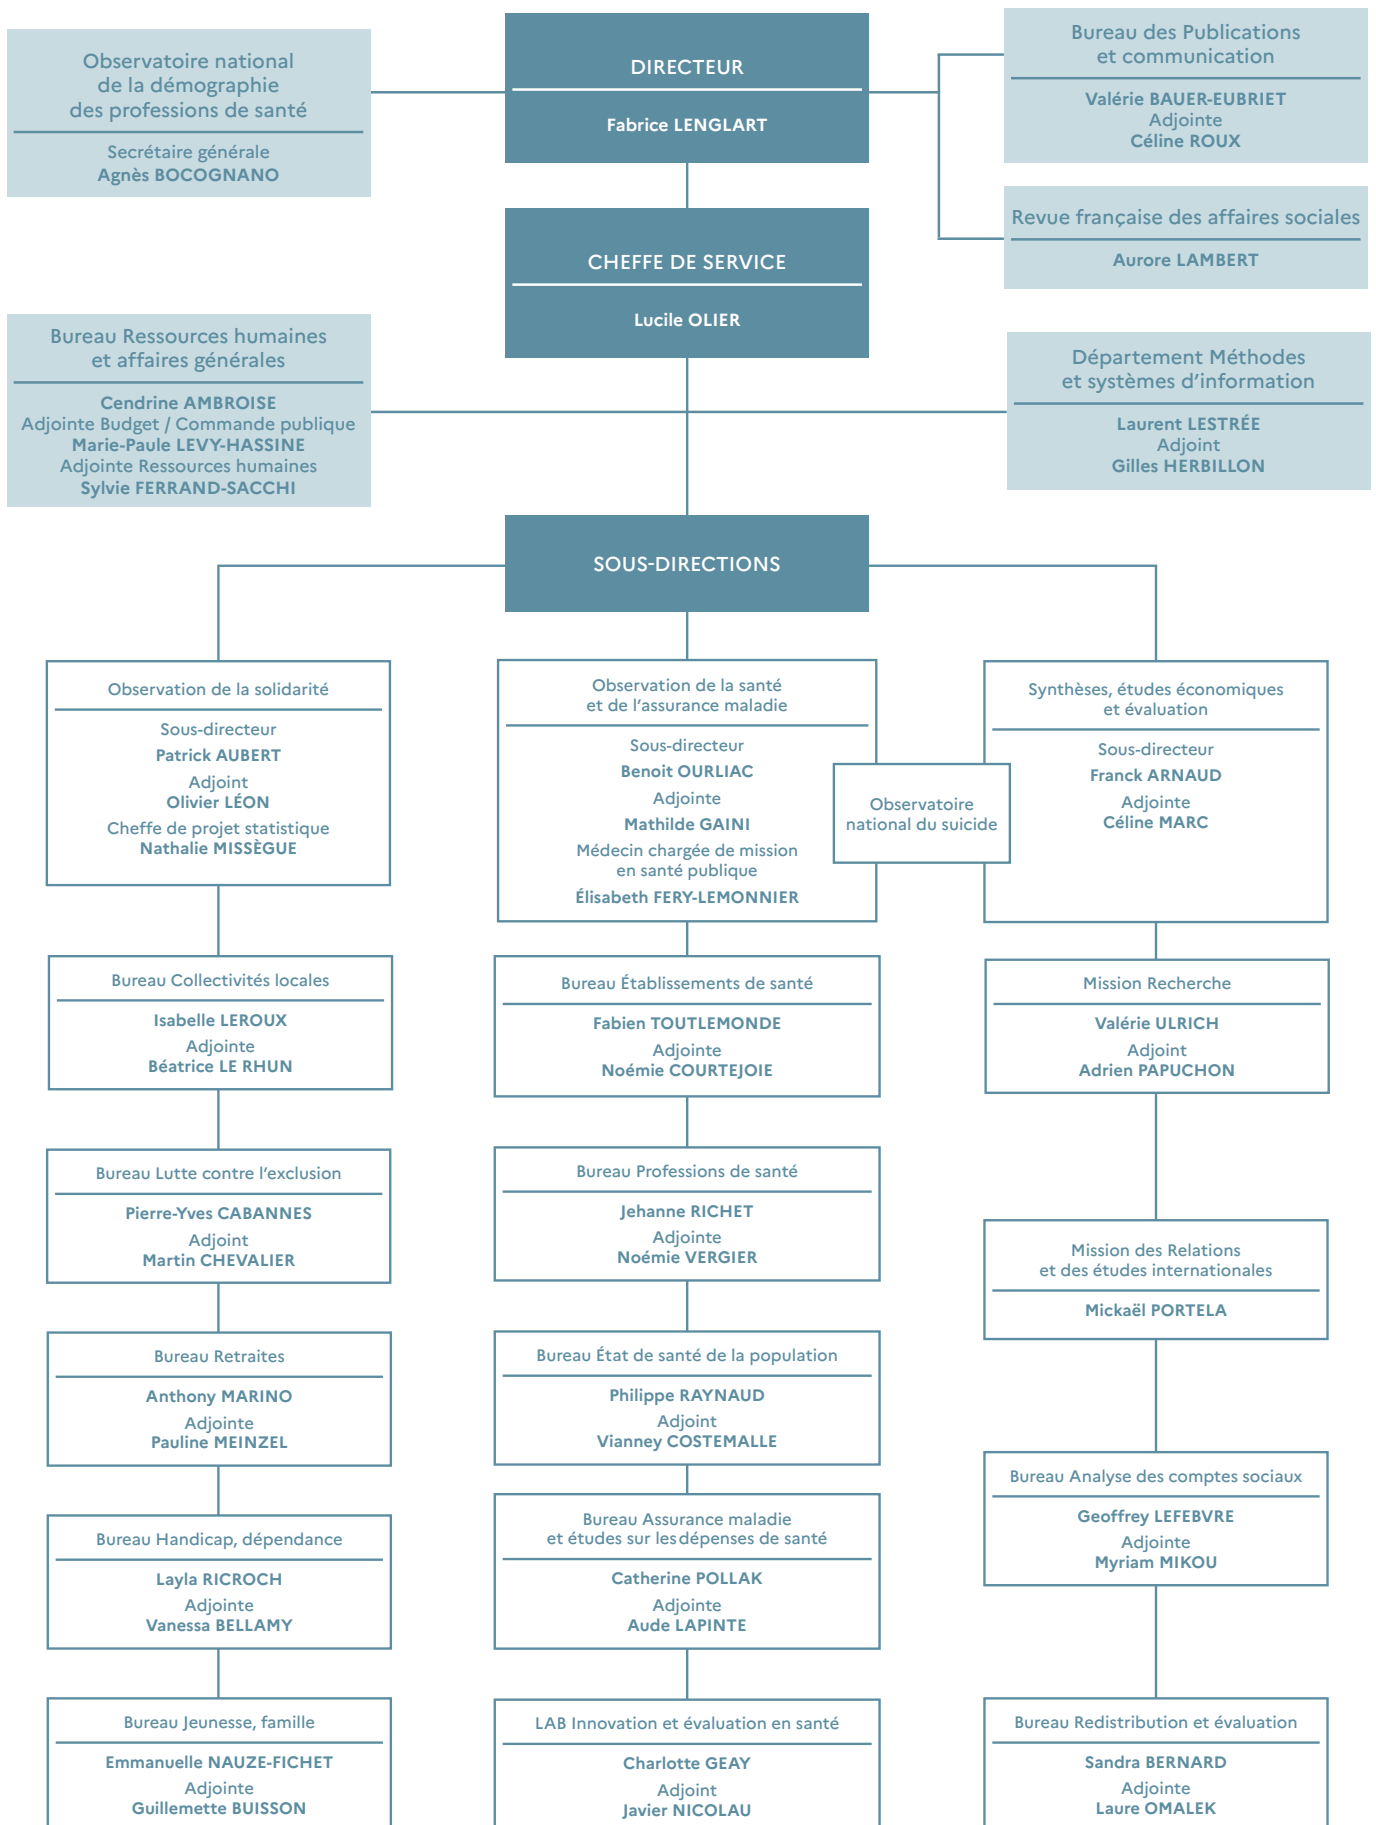 Observatoire national
de la démographie
des professions de santé
Secrétaire générale
Agnès BOCOGNANO
DIRECTEUR
Fabrice LENGLART
Bureau des Publications
et communication
Valérie BAUER-EUBRIET
Adjointe
Céline ROUX
Revue française des affaires sociales
Aurore LAMBERT
CHEFFE DE SERVICE
Lucile OLIER
Bureau Ressources humaines
et affaires générales
Cendrine AMBROISE
Adjointe Budget / Commande publique
Marie-Paule LEVY-HASSINE
Adjointe Ressources humaines
Sylvie FERRAND-SACCHI
Département Méthodes
et systèmes d’information
Laurent LESTRÉE
Adjoint
Gilles HERBILLON
SOUS-DIRECTIONS
Observation de la solidarité
Sous-directeur
Patrick AUBERT
Adjoint
Olivier LÉON
Cheffe de projet statistique
Nathalie MISSÈGUE
Bureau Collectivités locales
Isabelle LEROUX
Adjointe
Béatrice LE RHUN
Bureau Lutte contre l’exclusion
Pierre-Yves CABANNES
Adjoint
Martin CHEVALIER
Bureau Retraites
Anthony MARINO
Adjointe
Pauline MEINZEL
Bureau Handicap, dépendance
Layla RICROCH
Adjointe
Vanessa BELLAMY
Bureau Jeunesse, famille
Emmanuelle NAUZE-FICHET
Adjointe
Guillemette BUISSON
Observation de la santé
et de l’assurance maladie
Sous-directeur
Benoit OURLIAC
Adjointe
Mathilde GAINI
Médecin chargée de mission
en santé publique
Élisabeth FERY-LEMONNIER
Observatoire
national du suicide
Bureau Établissements de santé
Fabien TOUTLEMONDE
Adjointe
Noémie COURTEJOIE
Bureau Professions de santé
Jehanne RICHET
Adjointe
Noémie VERGIER
Bureau État de santé de la population
Philippe RAYNAUD
Adjoint
Vianney COSTEMALLE
Bureau Assurance maladie
et études sur les dépenses de santé
Catherine POLLAK
Adjointe
Aude LAPINTE
LAB Innovation et évaluation en santé
Charlotte GEAY
Adjoint
Javier NICOLAU
Synthèses, études économiques
et évaluation
Sous-directeur
Franck ARNAUD
Adjointe
Céline MARC
Mission Recherche
Valérie ULRICH
Adjoint
Adrien PAPUCHON
Mission des Relations
et des études internationales
Mickaël PORTELA
Bureau Analyse des comptes sociaux
Geoffrey LEFEBVRE
Adjointe
Myriam MIKOU
Bureau Redistribution et évaluation
Sandra BERNARD
Adjointe
Laure OMALEK